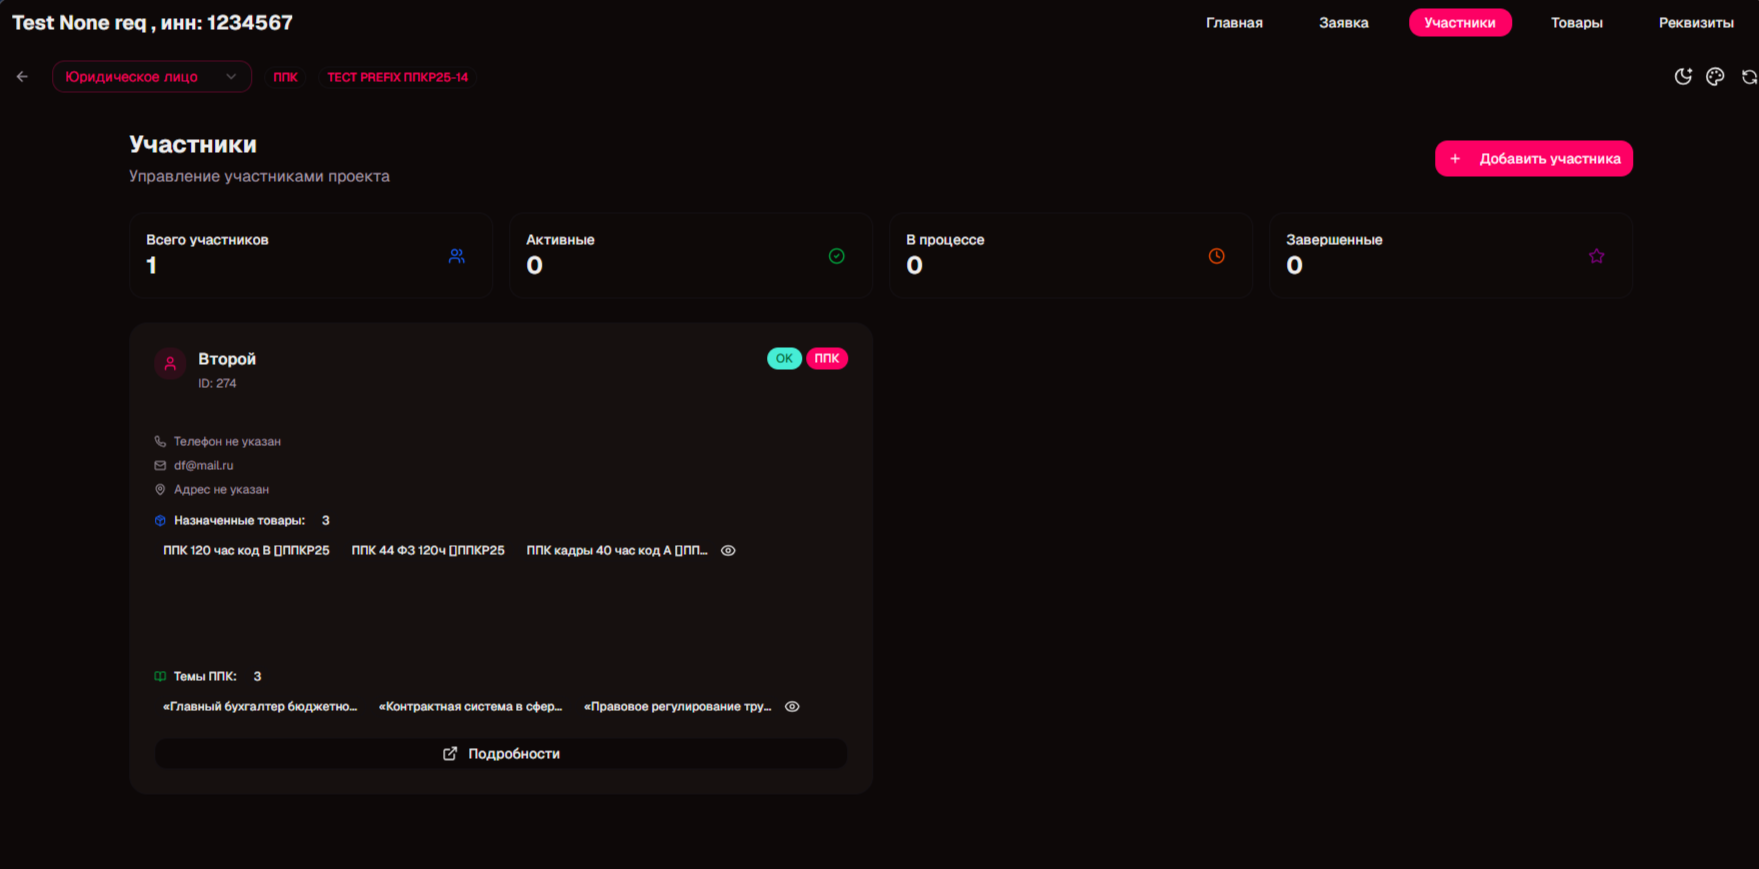 Test None req , инн: 1234567
Главная
Заявка
Участники
Товары
Реквизиты
Юридическое лицо
ППК
ТЕСТ PREFIX ППКР25-14
Участники
Управление участниками проекта
+ Добавить участника
Всего участников
1
Активные
0
В процессе
0
Завершенные
0
Второй
ID: 274
ОК
ППК
Телефон не указан
df@mail.ru
Адрес не указан
Назначенные товары: 3
ППК 120 час код В []ППКР25
ППК 44 ФЗ 120ч []ППКР25
ППК кадры 40 час код А []ПП...
Темы ППК: 3
«Главный бухгалтер бюджетно...
«Контрактная система в сфер...
«Правовое регулирование тру...
Подробности